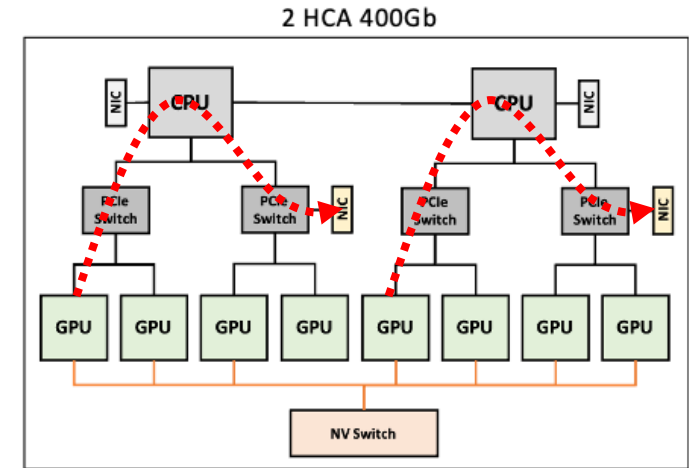 2 HCA 400Gb
NIC
CPU
CPU
NIC
PCIe
Switch
PCIe
Switch
NIC
PCIe
Switch
PCIe
Switch
NIC
GPU
GPU
GPU
GPU
GPU
GPU
GPU
GPU
NV Switch